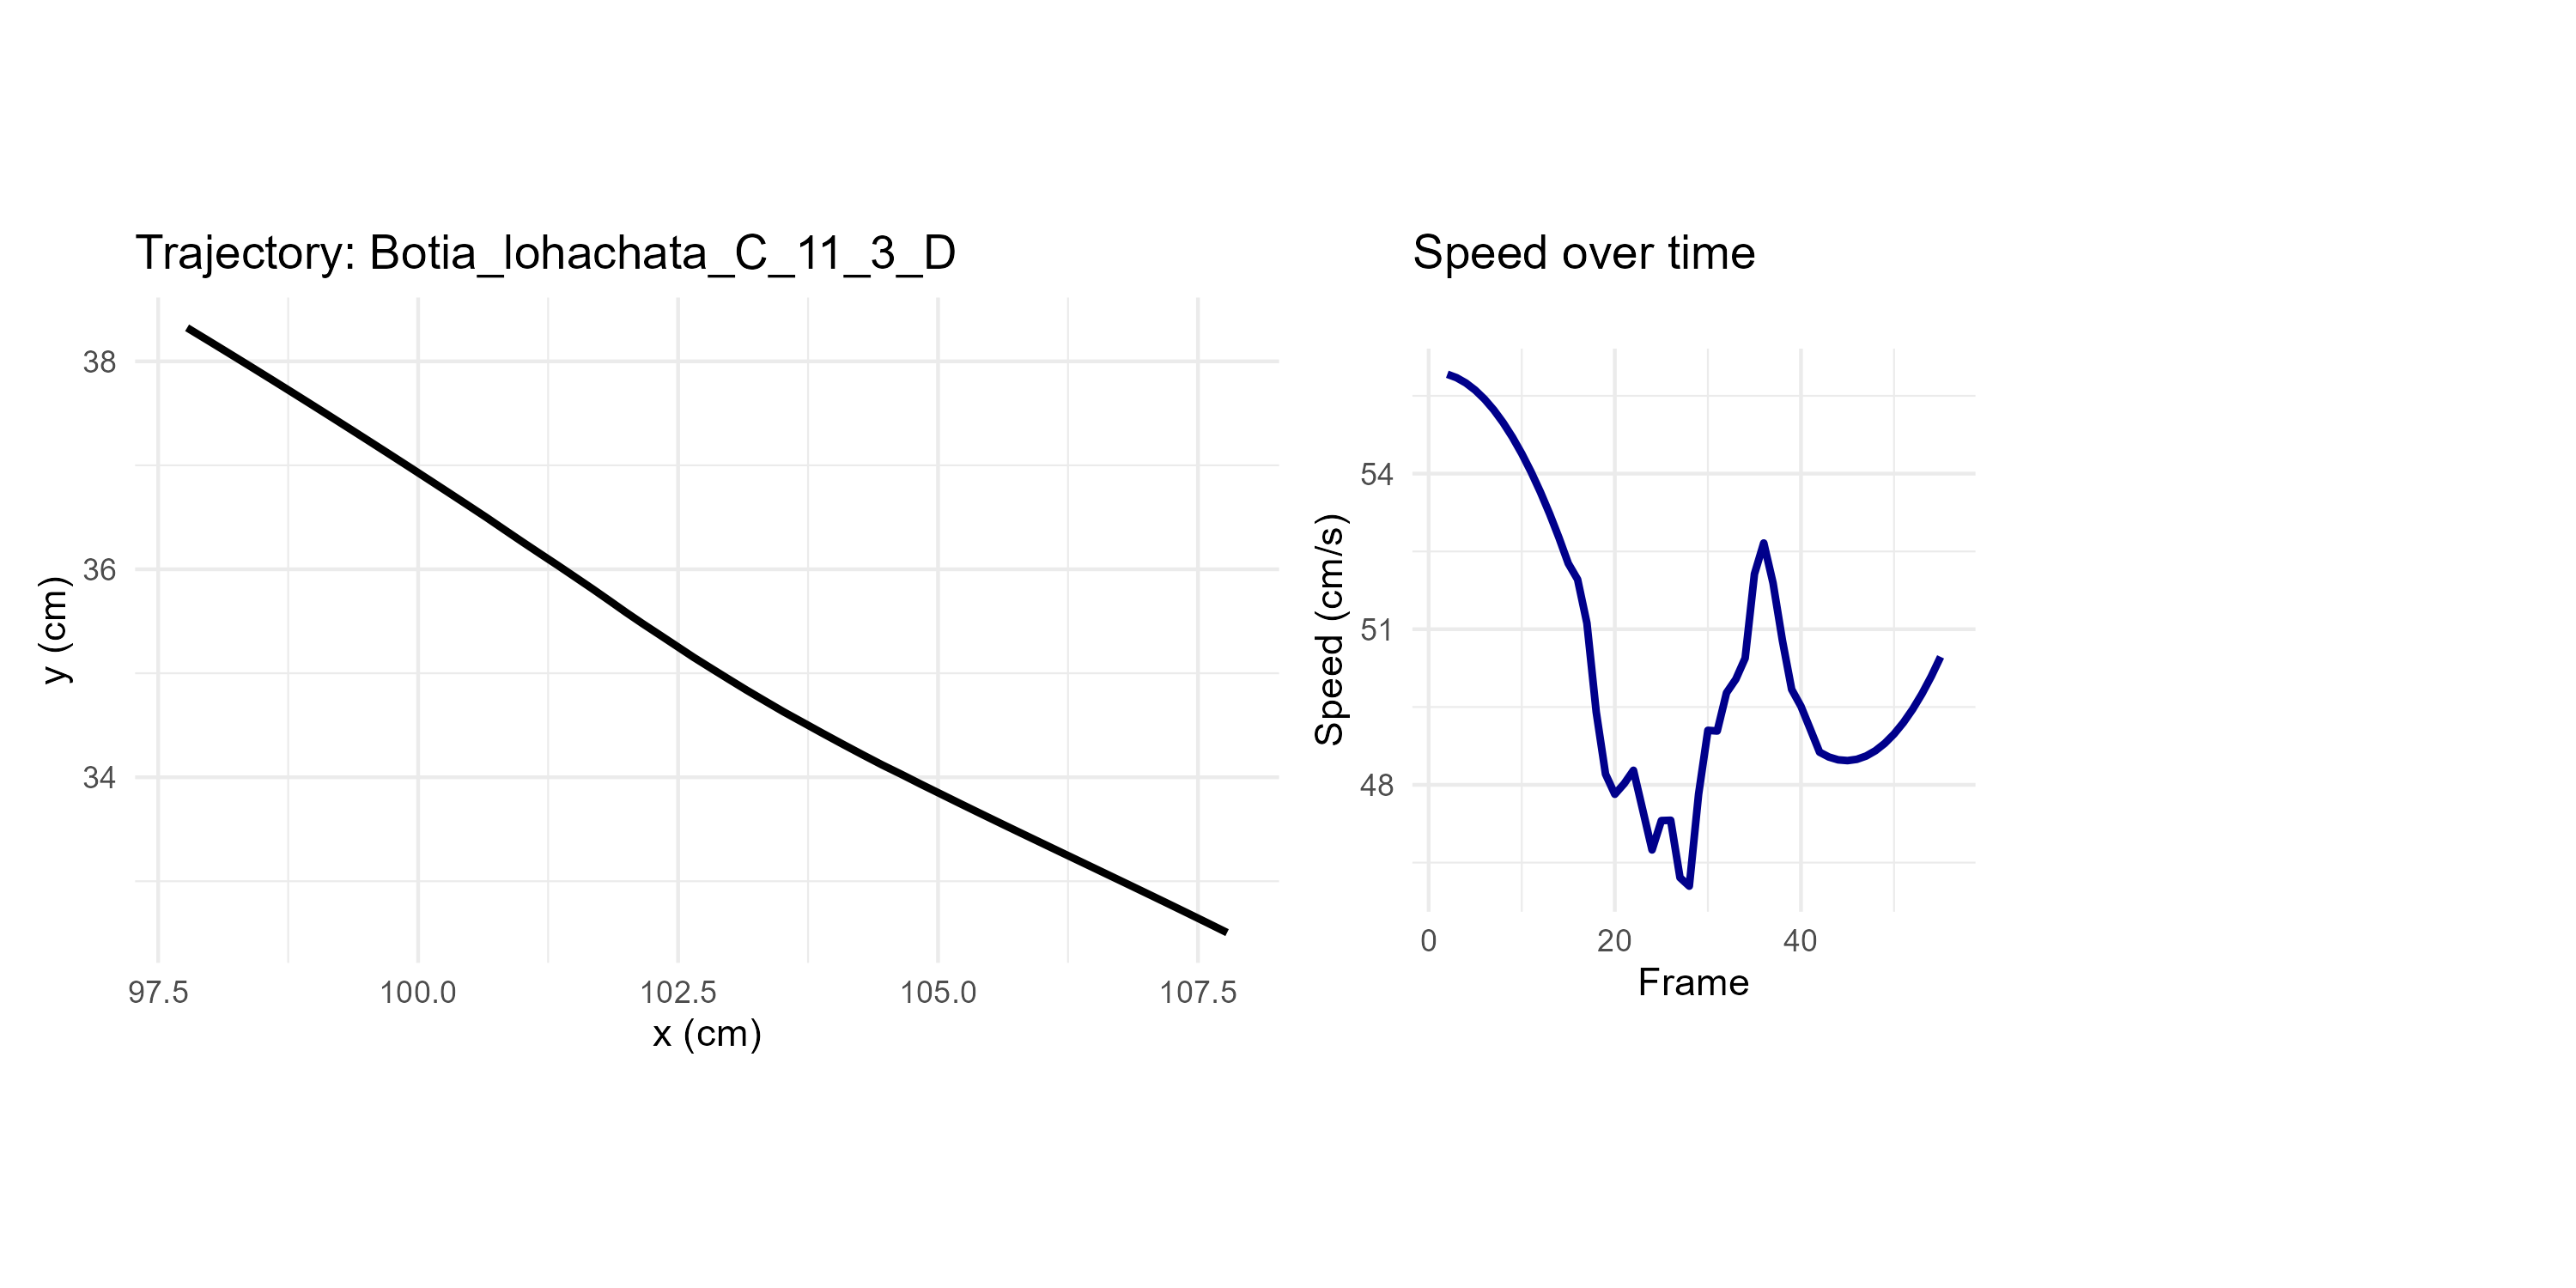 Trajectory: Botia_lohachata_C_11_3_D
38
36
34
y (cm)
97.5 100.0 102.5 105.0 107.5
x (cm)
Speed over time
54
51
48
Speed (cm/s)
0 20 40
Frame